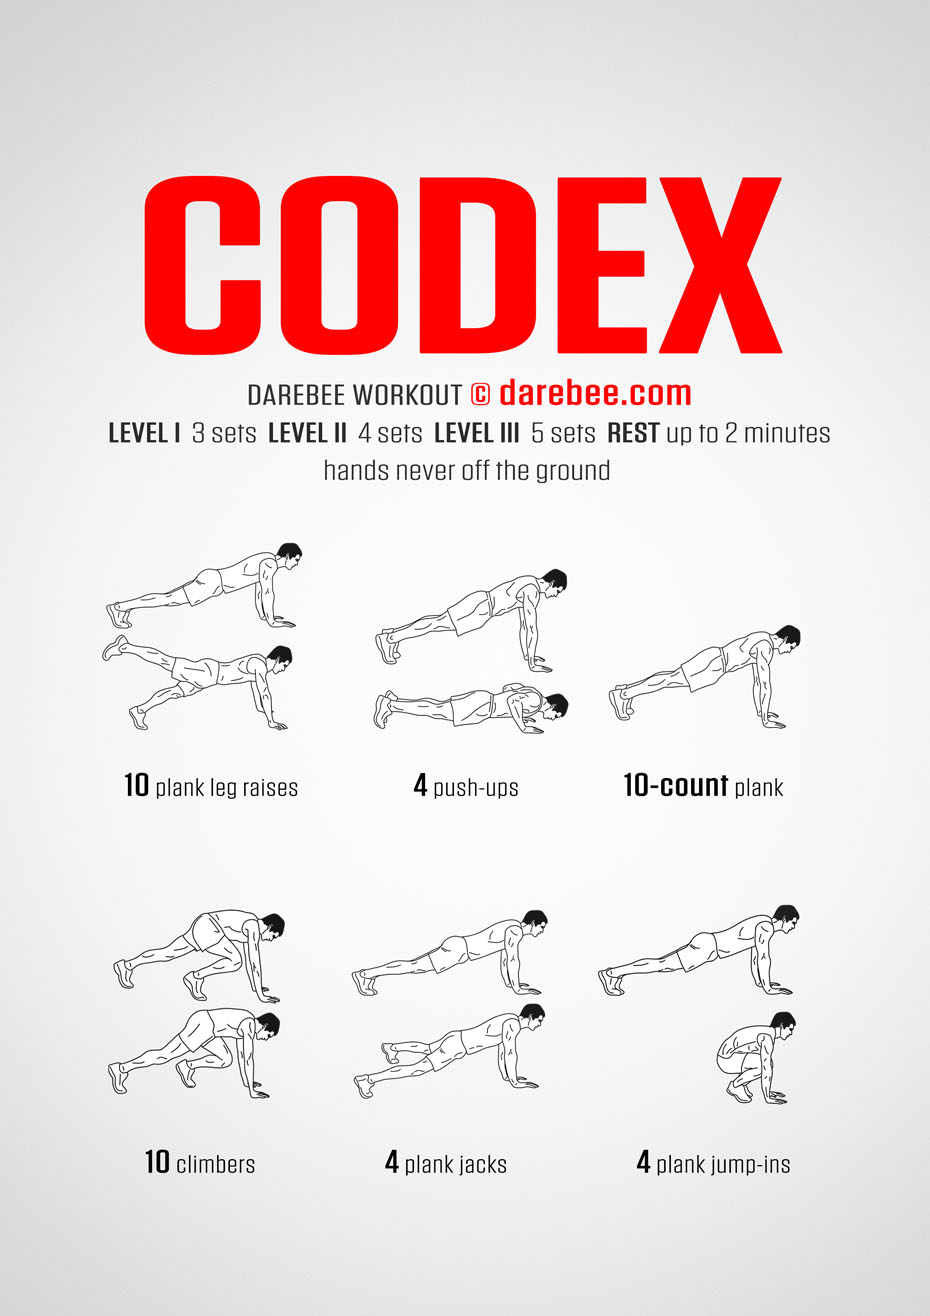 CODEX
DAREBEE WORKOUT © darebee.com
LEVEL I 3 sets LEVEL II 4 sets LEVEL III 5 sets REST up to 2 minutes
hands never off the ground
10 plank leg raises
4 push-ups
10-count plank
10 climbers
4 plank jacks
4 plank jump-ins